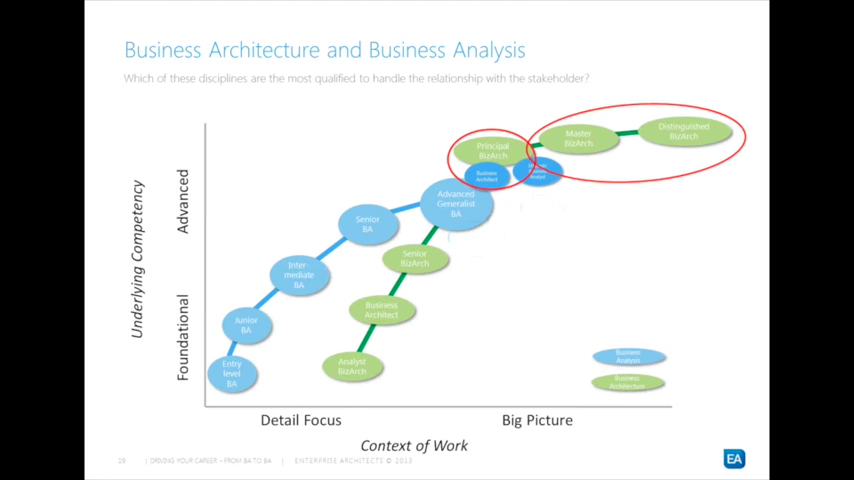 Business Architecture and Business Analysis
Which of these disciplines are the most qualified to handle the relationship with the stakeholder?
Underlying Competency
Advanced
Foundational
Distinguished
BizArch
Master
BizArch
Principal
BizArch
Business
Architect
Analyst
Advanced
Generalist
BA
Senior
BA
Senior
BizArch
Inter
mediate
BA
Business
Architect
Junior
BA
Entry
level
BA
Analyst
BizArch
Business
Analysis
Business
Architecture
Detail Focus
Big Picture
Context of Work
29 | DRIVING YOUR CAREER – FROM BA TO BA | ENTERPRISE ARCHITECTS © 2013
EA